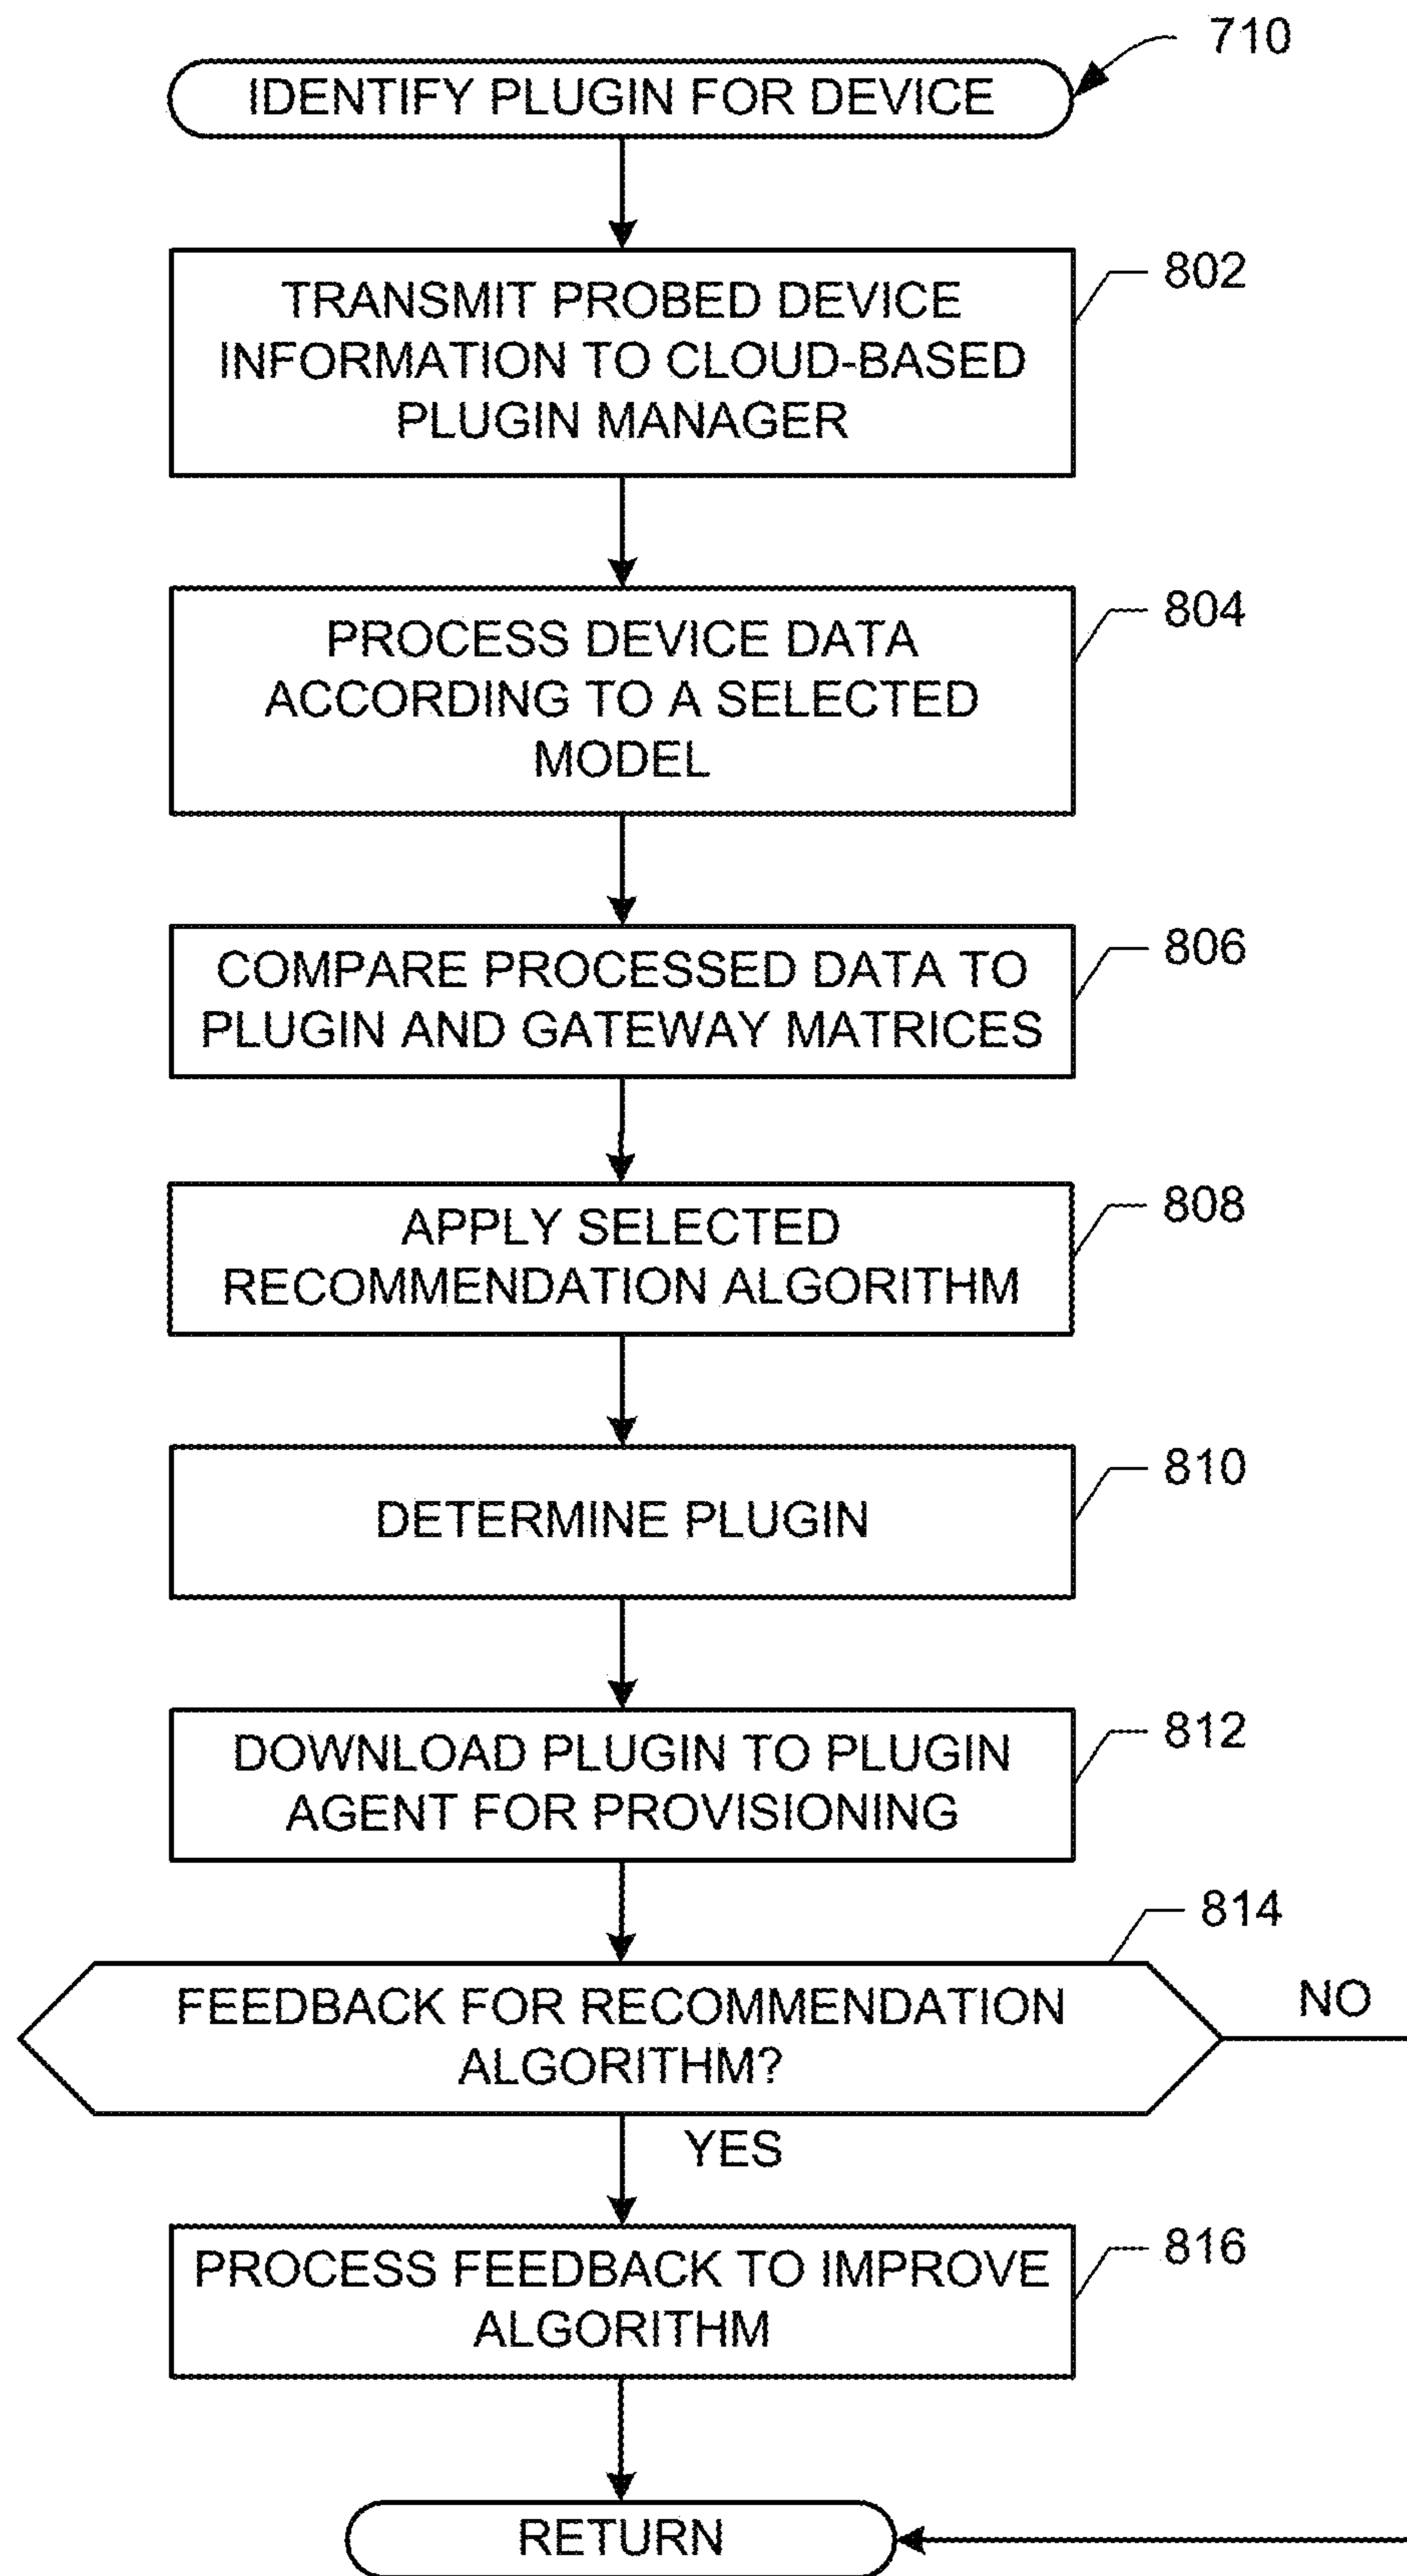 710
IDENTIFY PLUGIN FOR DEVICE
802
TRANSMIT PROBED DEVICE
INFORMATION TO CLOUD-BASED
PLUGIN MANAGER
804
PROCESS DEVICE DATA
ACCORDING TO A SELECTED
MODEL
806
COMPARE PROCESSED DATA TO
PLUGIN AND GATEWAY MATRICES
808
APPLY SELECTED
RECOMMENDATION ALGORITHM
810
DETERMINE PLUGIN
812
DOWNLOAD PLUGIN TO PLUGIN
AGENT FOR PROVISIONING
814
FEEDBACK FOR RECOMMENDATION
ALGORITHM?
NO
YES
816
PROCESS FEEDBACK TO IMPROVE
ALGORITHM
RETURN